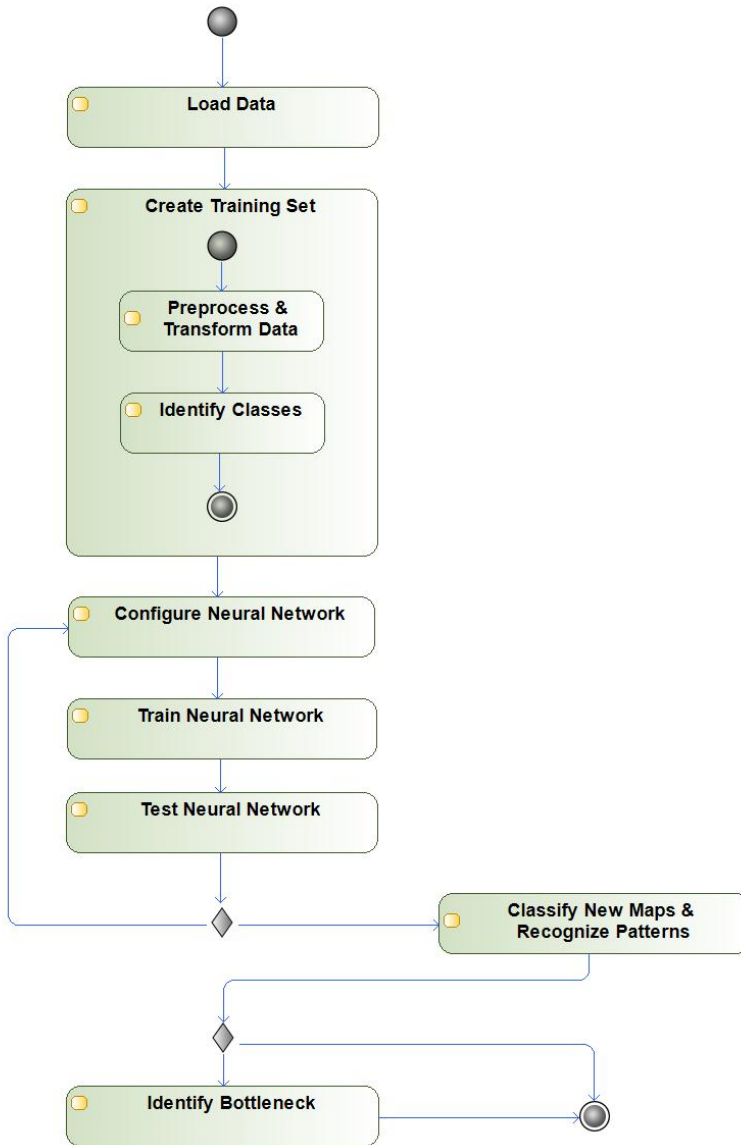 Load Data
Create Training Set
Preprocess &
Transform Data
Identify Classes
Configure Neural Network
Train Neural Network
Test Neural Network
Classify New Maps &
Recognize Patterns
Identify Bottleneck